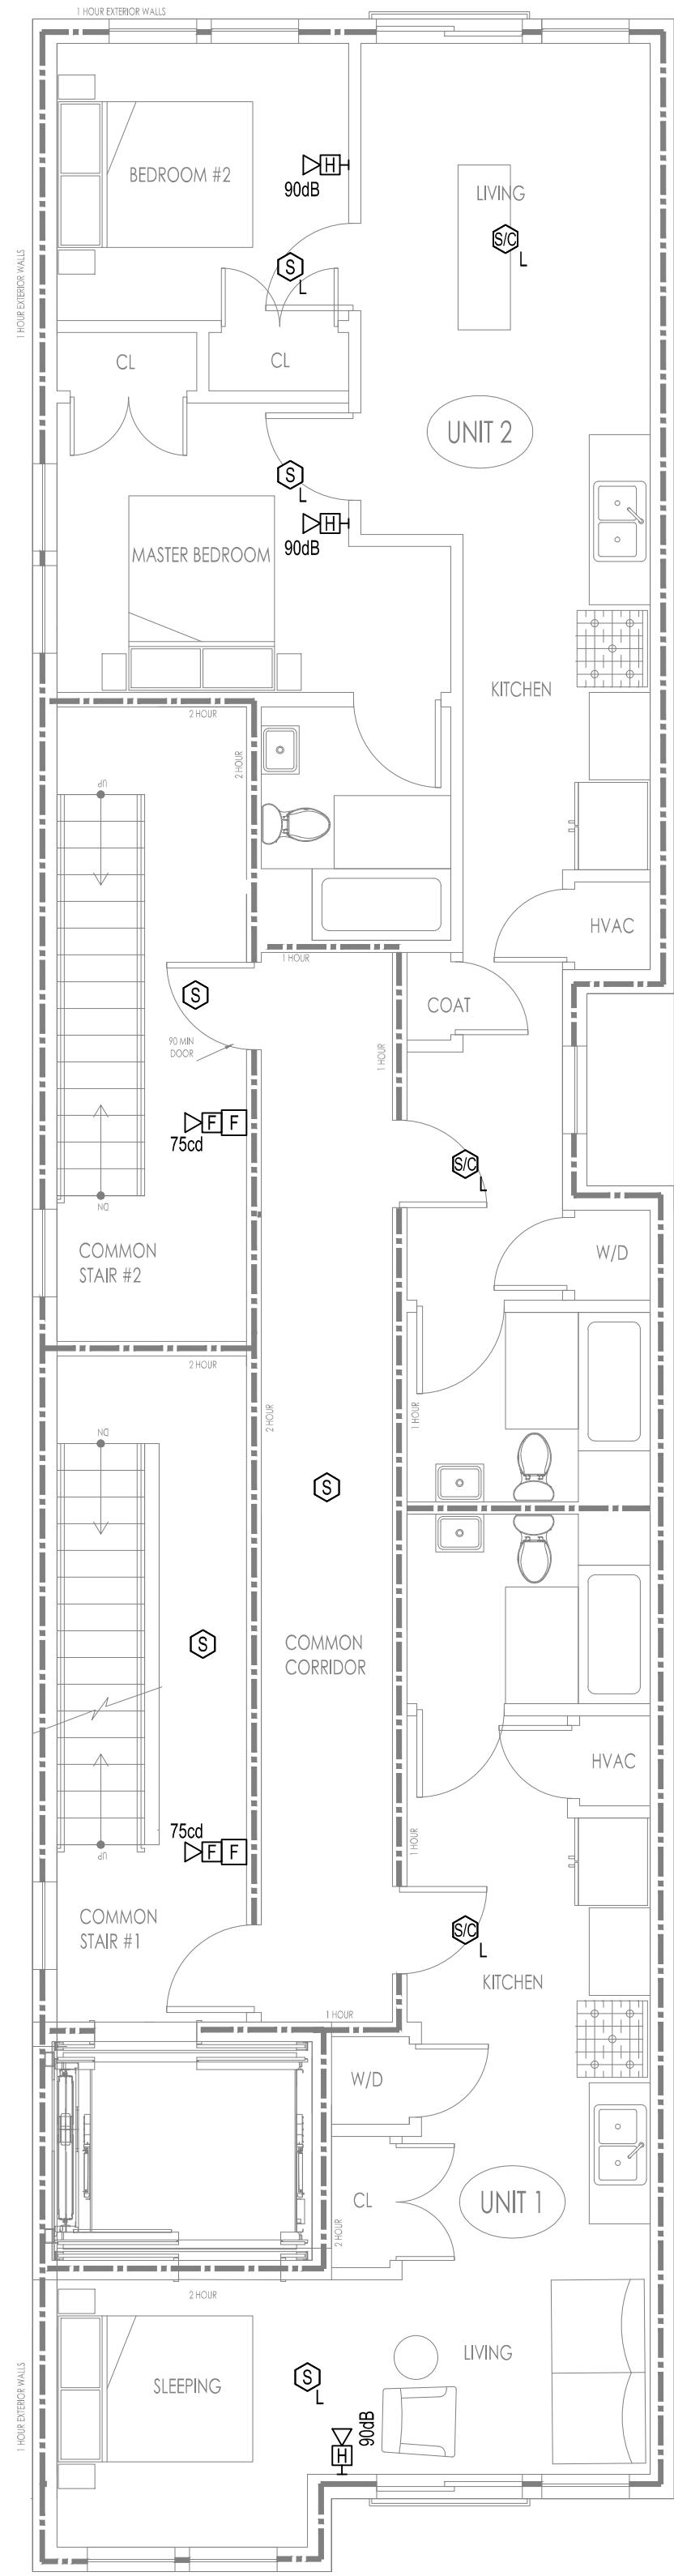 1 HOUR EXTERIOR WALLS
BEDROOM #2
H
90dB
LIVING
S/C
L
1 HOUR EXTERIOR WALLS
S
L
CL
CL
UNIT 2
S
L
H
90dB
MASTER BEDROOM
KITCHEN
2 HOUR
2 HOUR
UP
HVAC
1 HOUR
S
COAT
90 MIN
DOOR
1 HOUR
F F
75cd
S/C
L
DN
COMMON
STAIR #2
W/D
2 HOUR
2 HOUR
1 HOUR
DN
S
S
COMMON
CORRIDOR
HVAC
75cd
F F
1 HOUR
UP
COMMON
STAIR #1
S/C
L
KITCHEN
1 HOUR
W/D
CL
UNIT 1
2 HOUR
2 HOUR
LIVING
SLEEPING
S
L
1 HOUR EXTERIOR WALLS
90dB
H